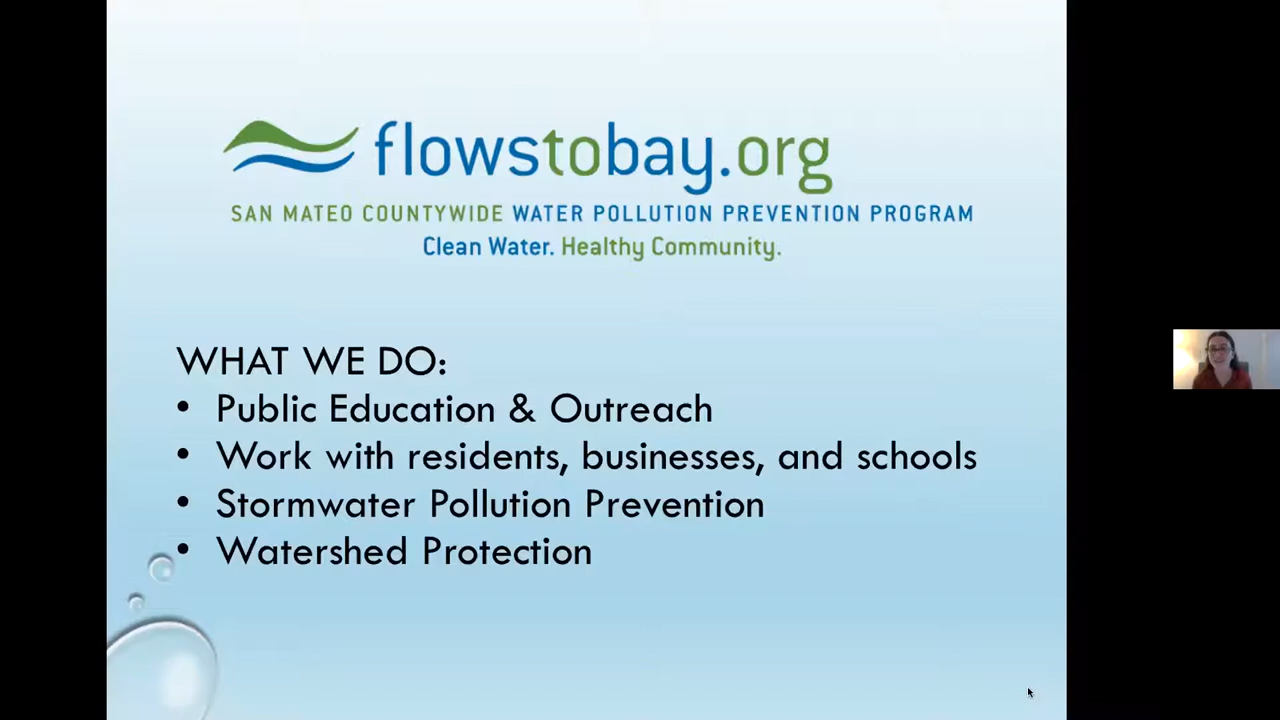 flowstobay.org
SAN MATEO COUNTYWIDE WATER POLLUTION PREVENTION PROGRAM
Clean Water. Healthy Community.
WHAT WE DO:
• Public Education & Outreach
• Work with residents, businesses, and schools
• Stormwater Pollution Prevention
• Watershed Protection